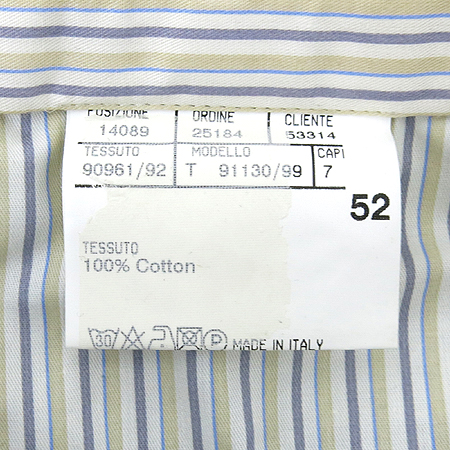 POSIZIONE ORDINE CLIENTE
14089 25184 53314
TESSUTO MODELLO CAPI
90961/92 T 91130/99 7
52
TESSUTO
100% Cotton
30 P MADE IN ITALY